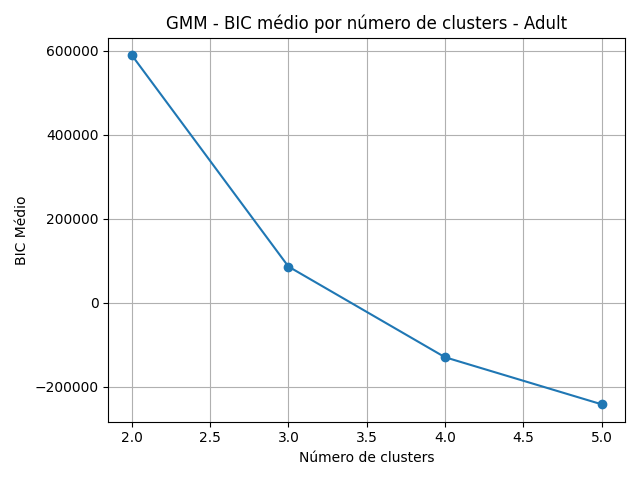 GMM - BIC médio por número de clusters - Adult
600000
400000
200000
0
−200000
BIC Médio
2.0 2.5 3.0 3.5 4.0 4.5 5.0
Número de clusters